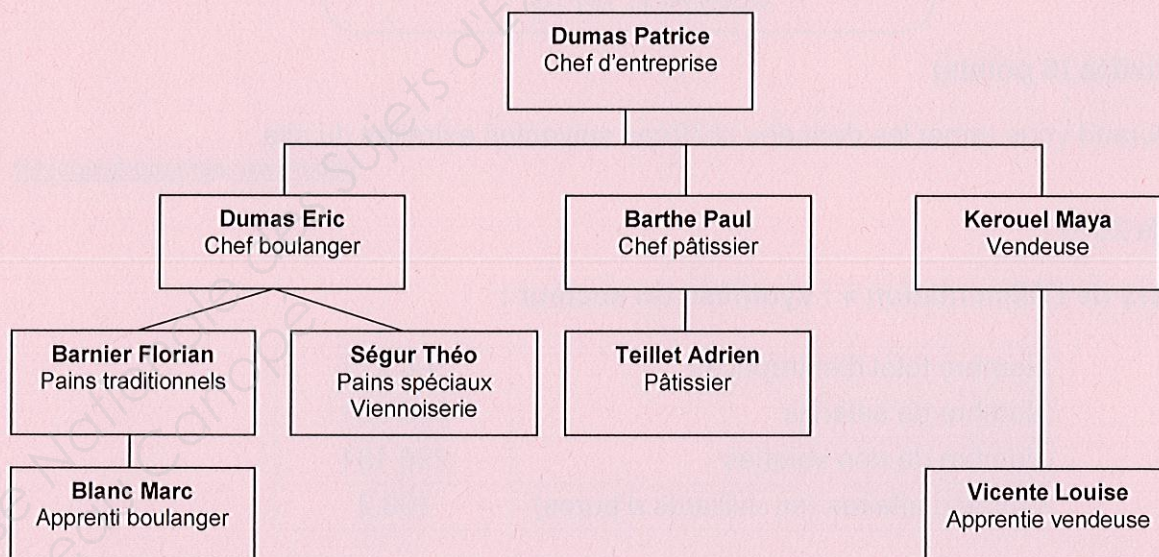 Dumas Patrice
Chef d'entreprise
Dumas Eric
Chef boulanger
Barthe Paul
Chef pâtissier
Kerouel Maya
Vendeuse
Barnier Florian
Pains traditionnels
Ségur Théo
Pains spéciaux
Viennoiserie
Teillet Adrien
Pâtissier
Blanc Marc
Apprenti boulanger
Vicente Louise
Apprentie vendeuse